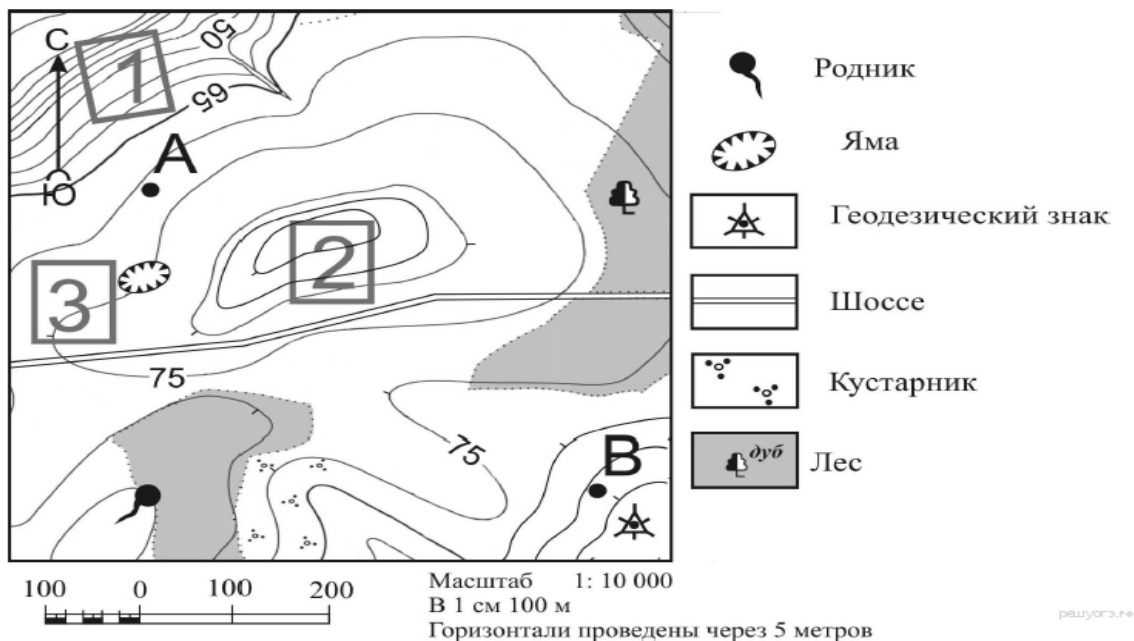 С
50
1
65
А
Ю
2
3
75
75
В
Родник
Яма
Геодезический знак
Шоссе
Кустарник
дуб
Лес
100 0 100 200
Масштаб 1: 10 000
В 1 см 100 м
Горизонтали проведены через 5 метров
решуогэ.рф